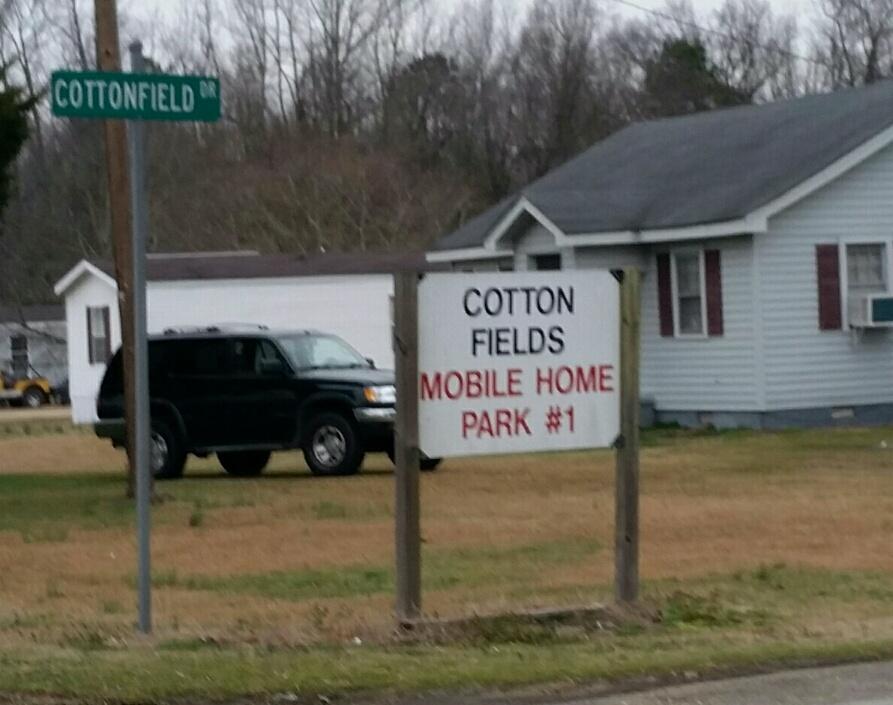 COTTONFIELD DR
COTTON
FIELDS
MOBILE HOME
PARK #1